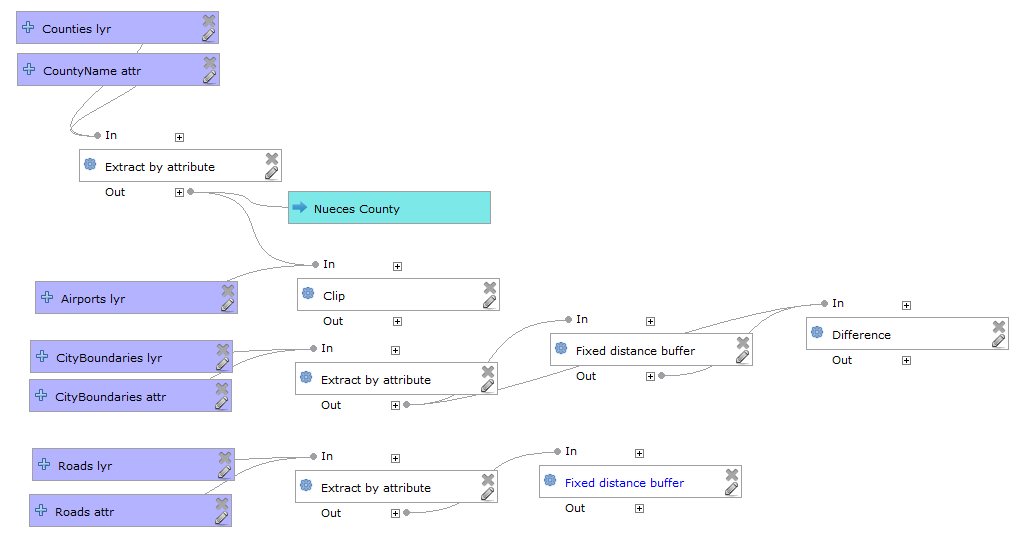 Counties lyr
CountyName attr
In
Extract by attribute
Out
Nueces County
In
Airports lyr
Clip
Out
In
Difference
Out
In
Fixed distance buffer
Out
In
CityBoundaries lyr
CityBoundaries attr
Extract by attribute
Out
In
Roads lyr
Roads attr
Extract by attribute
Out
In
Fixed distance buffer
Out